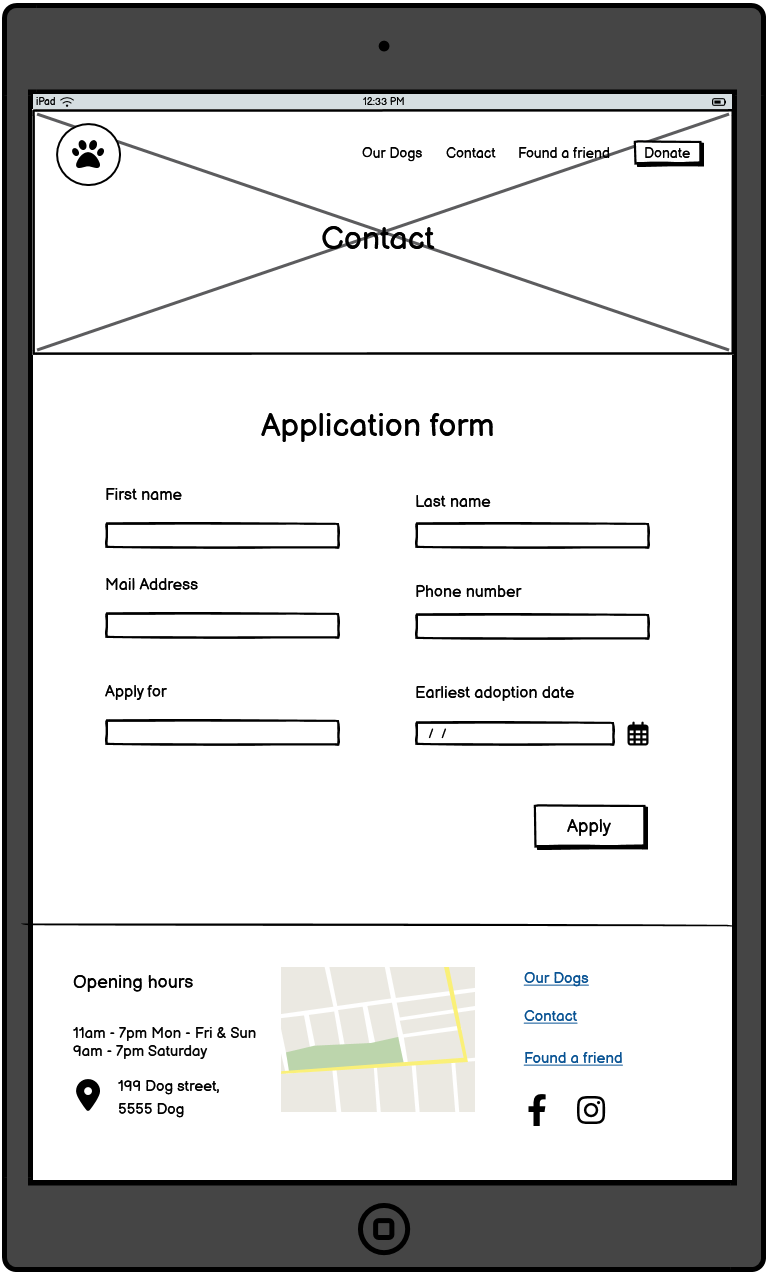 iPad 12:33 PM
Our Dogs Contact Found a friend Donate
Contact
Application form
First name Last name
Mail Address Phone number
Apply for Earliest adoption date
/ /
Apply
Opening hours
11am - 7pm Mon - Fri & Sun
9am - 7pm Saturday
199 Dog street,
5555 Dog
Our Dogs
Contact
Found a friend